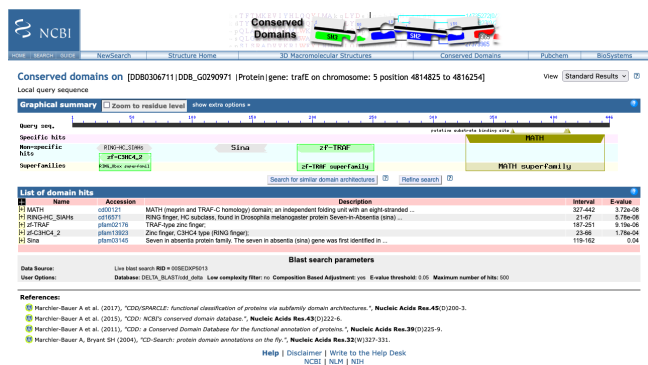 NCBI
Conserved
Domains
SH3
SH2
HOME SEARCH GUIDE NewSearch Structure Home 3D Macromolecular Structures Conserved Domains Pubchem BioSystems
Conserved domains on [DDB0306711|DDB_G0290971 |Protein|gene: trafE on chromosome: 5 position 4814825 to 4816254]
View Standard Results
Local query sequence
Graphical summary Zoom to residue level show extra options »
1 50 100 150 200 250 300 350 400 446
Query seq.
putative substrate binding site
Specific hits MATH
Non-specific hits RING-HC_SIAHs Sina zf-TRAF
zf-C3HC4_2
Superfamilies zf-TRAF superfamily MATH superfamily
Search for similar domain architectures Refine search
List of domain hits
Name Accession Description Interval E-value
[+] MATH cd00121 MATH (meprin and TRAF-C homology) domain; an independent folding unit with an eight-stranded ... 327-442 3.72e-08
[+] RING-HC_SIAHs cd16571 RING finger, HC subclass, found in Drosophila melanogaster protein Seven-in-Absentia (sina) ... 21-67 5.78e-08
[+] zf-TRAF pfam02176 TRAF-type zinc finger; 187-251 9.19e-06
[+] zf-C3HC4_2 pfam13923 Zinc finger, C3HC4 type (RING finger); 23-66 1.78e-04
[+] Sina pfam03145 Seven in absentia protein family. The seven in absentia (sina) gene was first identified in ... 119-162 0.04
Blast search parameters
Data Source: Live blast search RID = 00SEDXPS013
User Options: Database: DELTA_BLAST/cdd_delta Low complexity filter: no Composition Based Adjustment: yes E-value threshold: 0.05 Maximum number of hits: 500
References:
Marchler-Bauer A et al. (2017), "CDD/SPARCLE: functional classification of proteins via subfamily domain architectures.", Nucleic Acids Res.45(D)200-3.
Marchler-Bauer A et al. (2015), "CDD: NCBI's conserved domain database.", Nucleic Acids Res.43(D)222-6.
Marchler-Bauer A et al. (2011), "CDD: a Conserved Domain Database for the functional annotation of proteins.", Nucleic Acids Res.39(D)225-9.
Marchler-Bauer A, Bryant SH (2004), "CD-Search: protein domain annotations on the fly.", Nucleic Acids Res.32(W)327-331.
Help | Disclaimer | Write to the Help Desk
NCBI | NLM | NIH